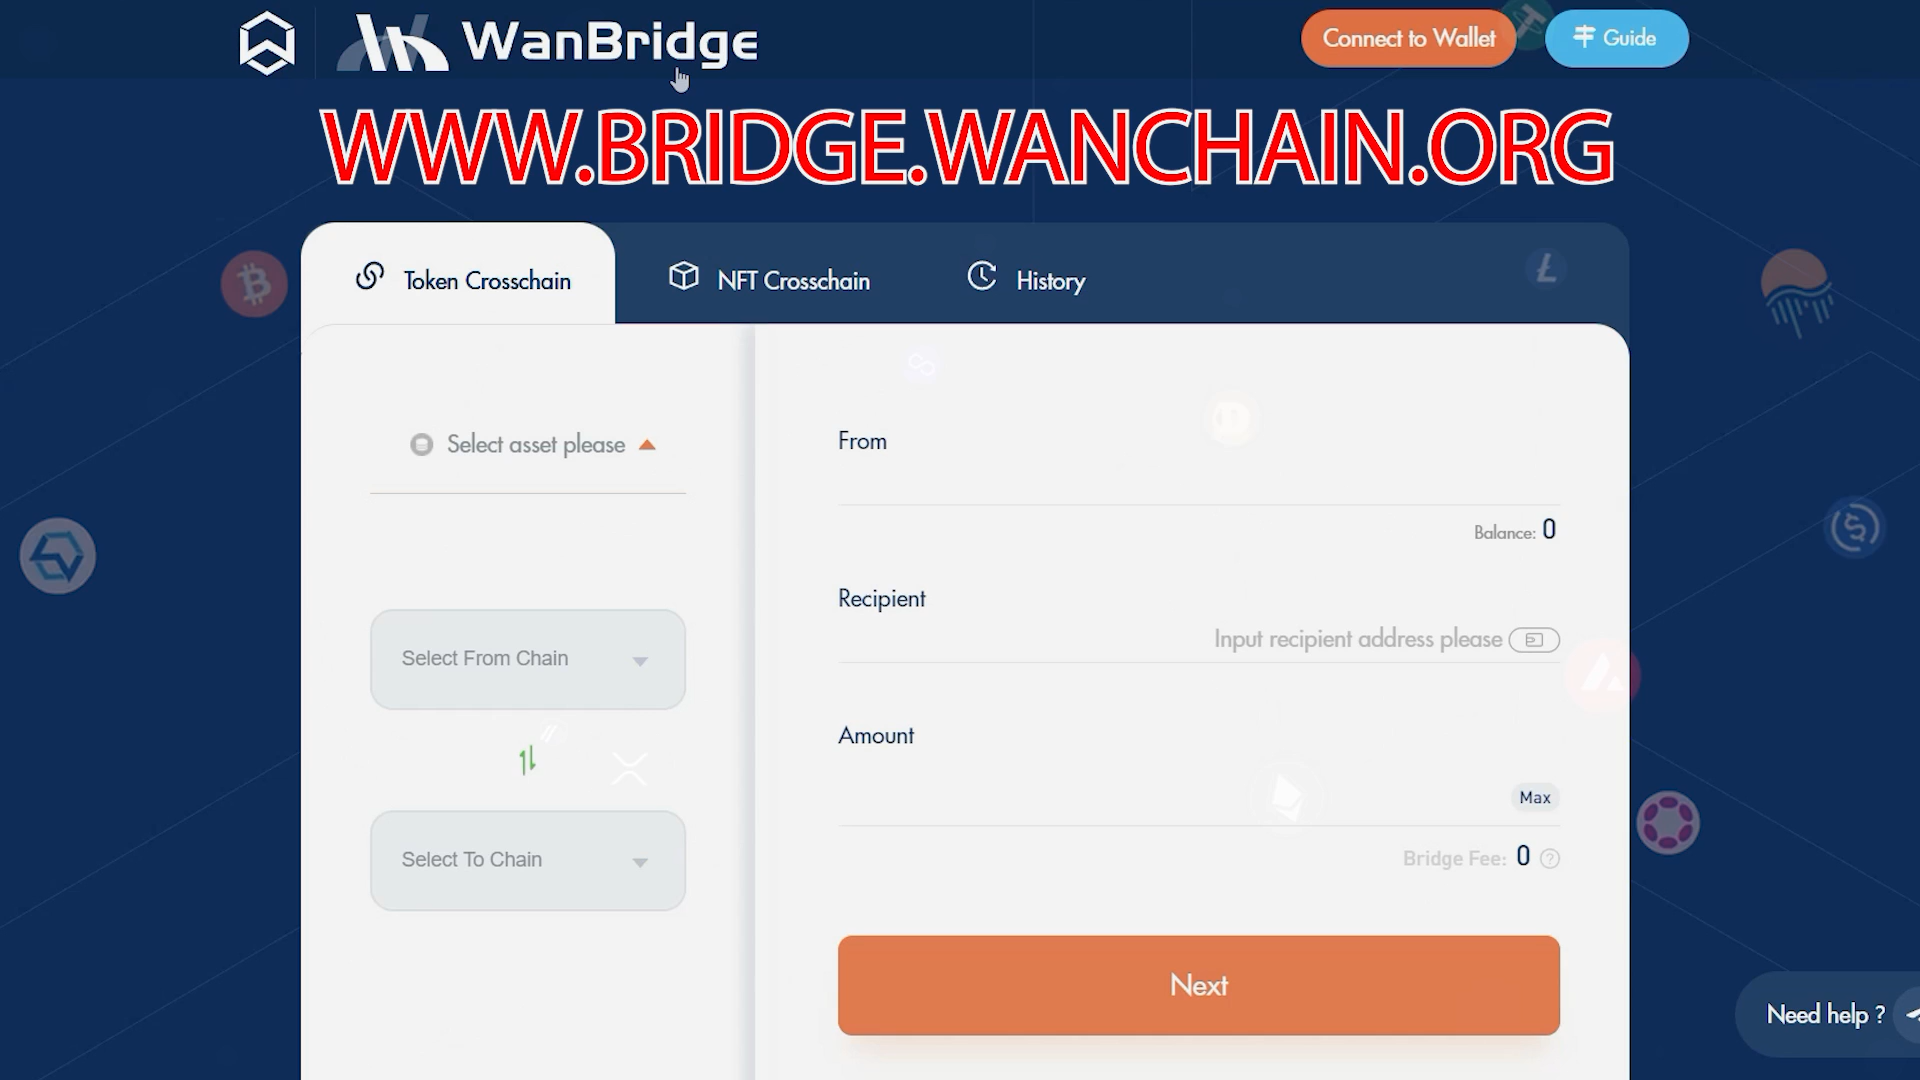 WanBridge
Connect to Wallet
Guide
WWW.BRIDGE.WANCHAIN.ORG
Token Crosschain
NFT Crosschain
History
Select asset please
From
Balance: 0
Recipient
Input recipient address please
Select From Chain
Amount
Max
Select To Chain
Bridge Fee: 0 ?
Next
Need help ?